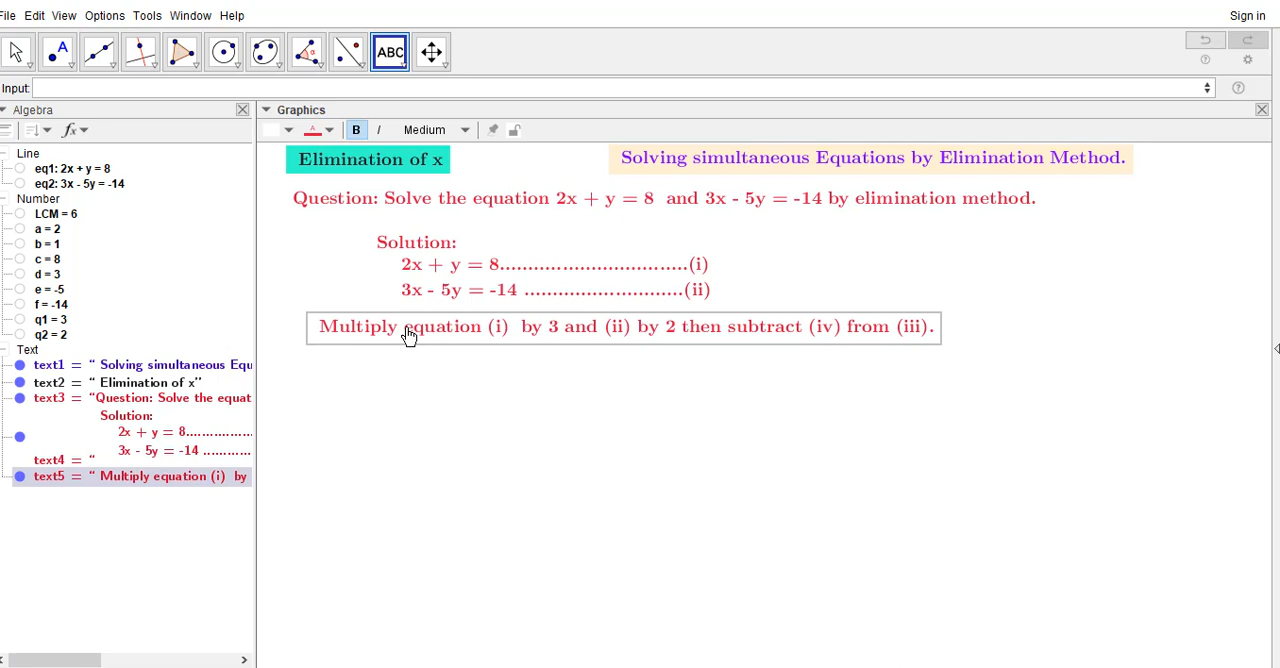 File Edit View Options Tools Window Help
Sign in
A
ABC
Input:
Algebra
Graphics
fx
A B I Medium
Line
eq1: 2x + y = 8
eq2: 3x - 5y = -14
Number
LCM = 6
a = 2
b = 1
c = 8
d = 3
e = -5
f = -14
q1 = 3
q2 = 2
Text
text1 = “ Solving simultaneous Equ
text2 = “ Elimination of x”
text3 = “Question: Solve the equat
Solution:
2x + y = 8................
3x - 5y = -14 ............
text4 = “
text5 = “ Multiply equation (i) by
Elimination of x
Solving simultaneous Equations by Elimination Method.
Question: Solve the equation 2x + y = 8 and 3x - 5y = -14 by elimination method.
Solution:
2x + y = 8.................................(i)
3x - 5y = -14 ............................(ii)
Multiply equation (i) by 3 and (ii) by 2 then subtract (iv) from (iii).